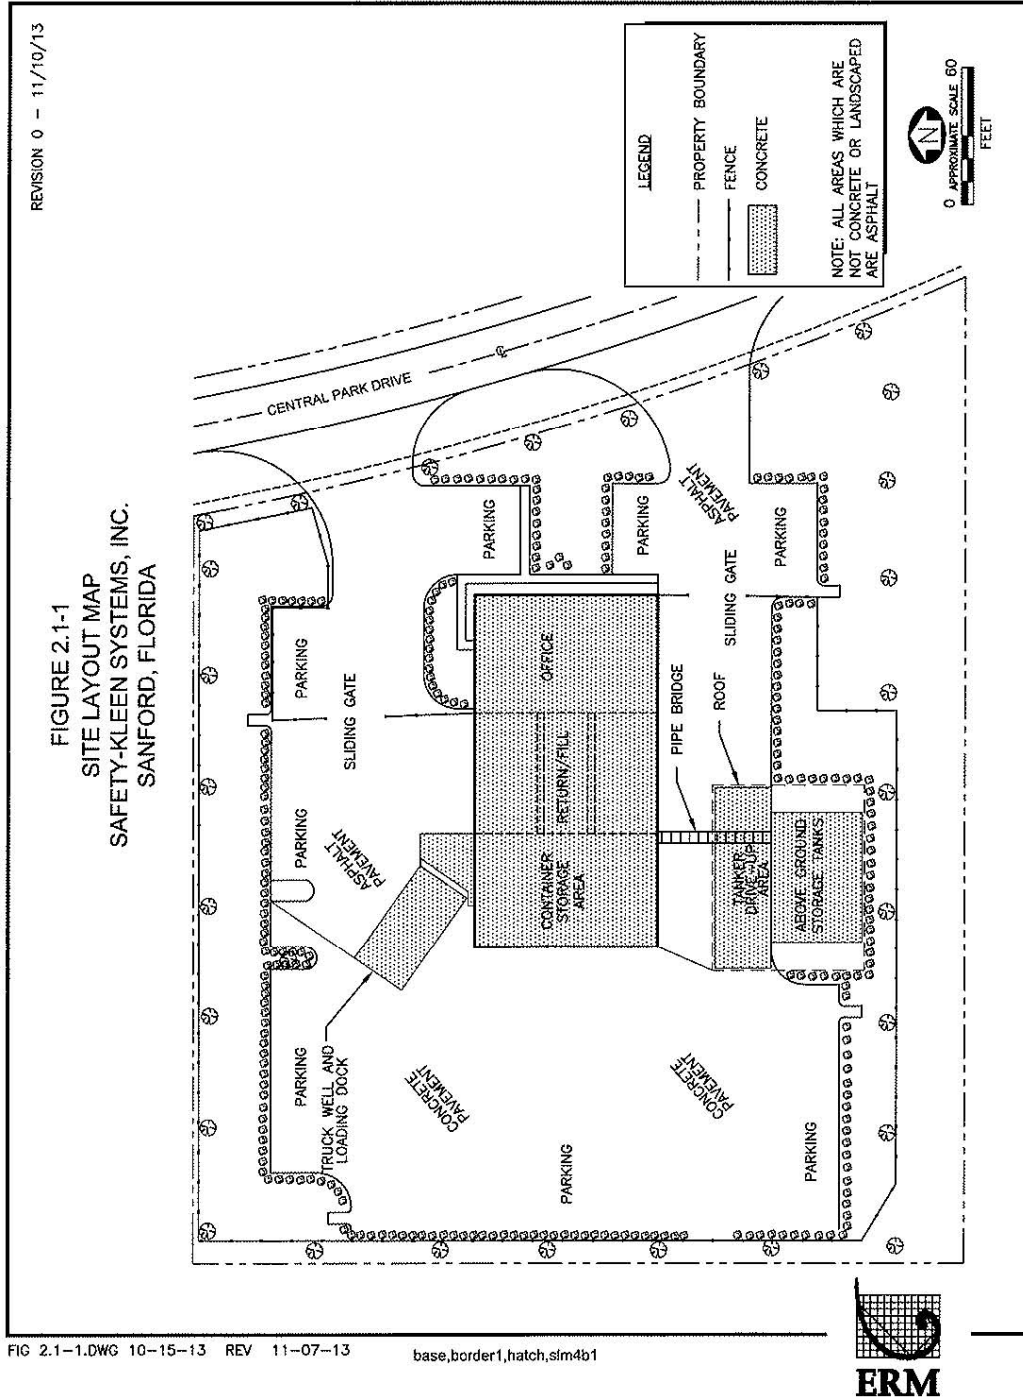 REVISION 0 - 11/10/13
FIGURE 2.1-1
SITE LAYOUT MAP
SAFETY-KLEEN SYSTEMS, INC.
SANFORD, FLORIDA
LEGEND
PROPERTY BOUNDARY
FENCE
CONCRETE
NOTE: ALL AREAS WHICH ARE
NOT CONCRETE OR LANDSCAPED
ARE ASPHALT
N
0 APPROXIMATE SCALE 60
FEET
CENTRAL PARK DRIVE
℄
PARKING
SLIDING GATE
PARKING
ASPHALT
PAVEMENT
PARKING
TRUCK WELL AND
LOADING DOCK
CONCRETE
PAVEMENT
PARKING
PARKING
ASPHALT
PAVEMENT
PARKING
SLIDING GATE
OFFICE
RETURN/FILL
CONTAINER
STORAGE
AREA
PIPE BRIDGE
ROOF
TANKER
DRIVE-UP
AREA
ABOVE GROUND
STORAGE TANKS
CONCRETE
PAVEMENT
PARKING
PARKING
FIG 2.1-1.DWG 10-15-13 REV 11-07-13
base,border1,hatch,slm4b1
ERM